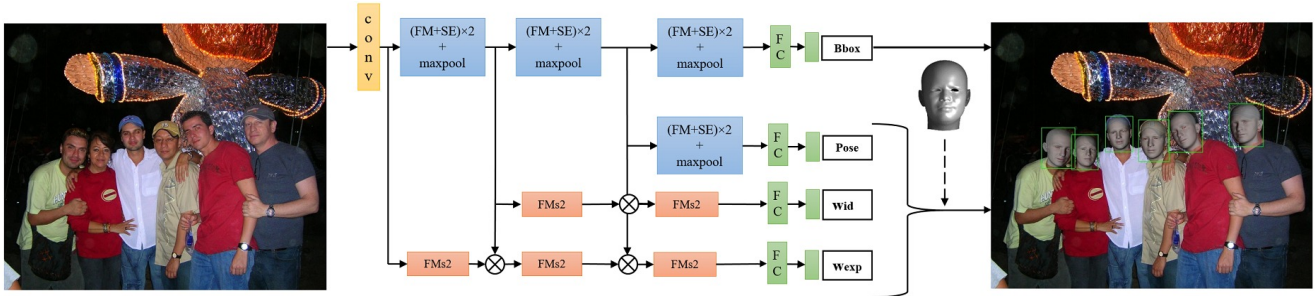 c
o
n
v
(FM+SE)×2
+
maxpool
(FM+SE)×2
+
maxpool
(FM+SE)×2
+
maxpool
F
C
Bbox
(FM+SE)×2
+
maxpool
F
C
Pose
FMs2
FMs2
F
C
Wid
FMs2
FMs2
FMs2
F
C
Wexp